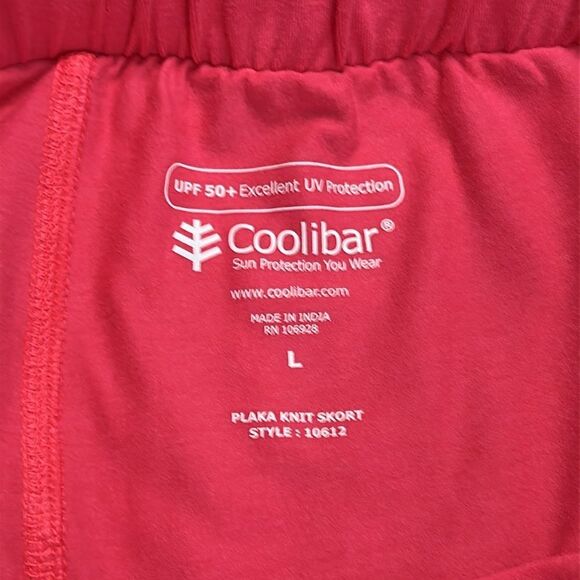 UPF 50+ Excellent UV Protection
Coolibar®
Sun Protection You Wear
www.coolibar.com
MADE IN INDIA
RN 106928
L
PLAKA KNIT SKORT
STYLE : 10612